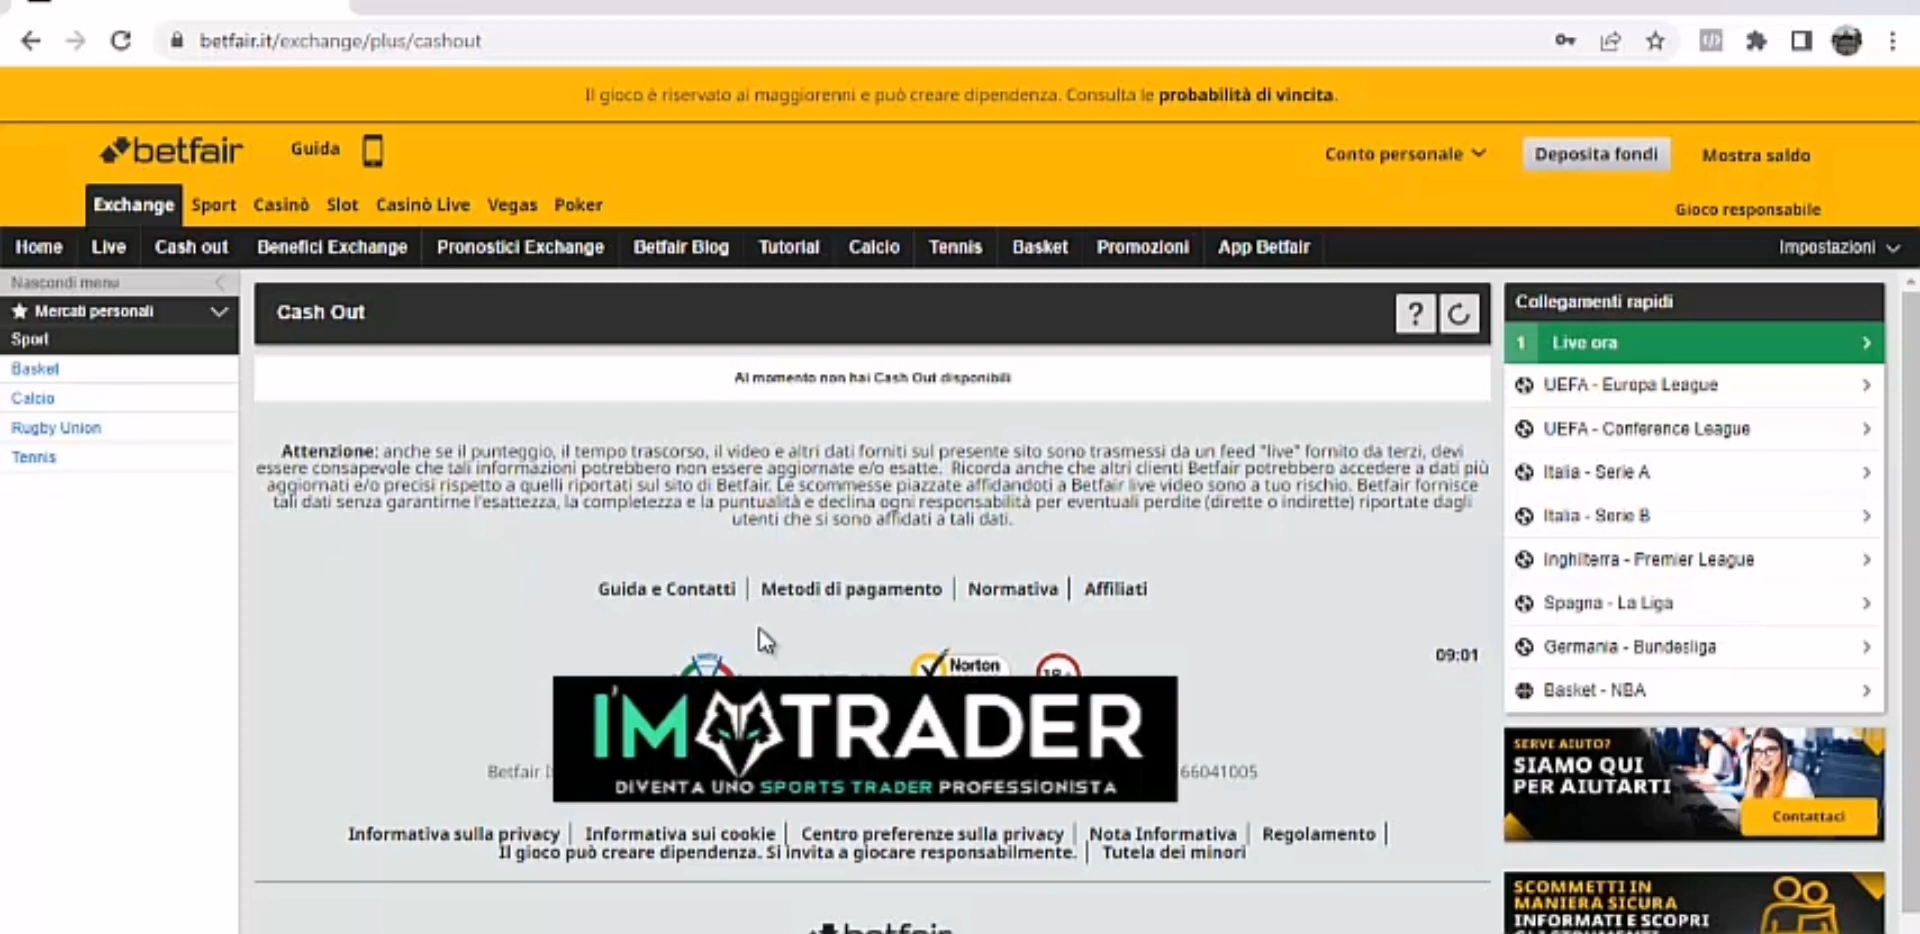 betfair.it/exchange/plus/cashout
Il gioco è riservato ai maggiorenni e può creare dipendenza. Consulta le probabilità di vincita.
betfair
Guida
Conto personale
Deposita fondi
Mostra saldo
Exchange Sport Casinò Slot Casinò Live Vegas Poker
Gioco responsabile
Home Live Cash out Benefici Exchange Pronostici Exchange Betfair Blog Tutorial Calcio Tennis Basket Promozioni App Betfair Impostazioni
Nascondi menu
Mercati personali
Sport
Basket
Calcio
Rugby Union
Tennis
Cash Out
?
Al momento non hai Cash Out disponibili
Attenzione: anche se il punteggio, il tempo trascorso, il video e altri dati forniti sul presente sito sono trasmessi da un feed "live" fornito da terzi, devi
essere consapevole che tali informazioni potrebbero non essere aggiornate e/o esatte. Ricorda anche che altri clienti Betfair potrebbero accedere a dati più
aggiornati e/o precisi rispetto a quelli riportati sul sito di Betfair. Le scommesse piazzate affidandoti a Betfair live video sono a tuo rischio. Betfair fornisce
tali dati senza garantirne l'esattezza, la completezza e la puntualità e declina ogni responsabilità per eventuali perdite (dirette o indirette) riportate dagli
utenti che si sono affidati a tali dati.
Guida e Contatti | Metodi di pagamento | Normativa | Affiliati
Norton
18+
09:01
I'M TRADER
DIVENTA UNO SPORTS TRADER PROFESSIONISTA
Betfair
66041005
Informativa sulla privacy | Informativa sui cookie | Centro preferenze sulla privacy | Nota Informativa | Regolamento |
Il gioco può creare dipendenza. Si invita a giocare responsabilmente. | Tutela dei minori
betfair
Collegamenti rapidi
1 Live ora
UEFA - Europa League
UEFA - Conference League
Italia - Serie A
Italia - Serie B
Inghilterra - Premier League
Spagna - La Liga
Germania - Bundesliga
Basket - NBA
SERVE AIUTO?
SIAMO QUI
PER AIUTARTI
Contattaci
SCOMMETTI IN
MANIERA SICURA
INFORMATI E SCOPRI